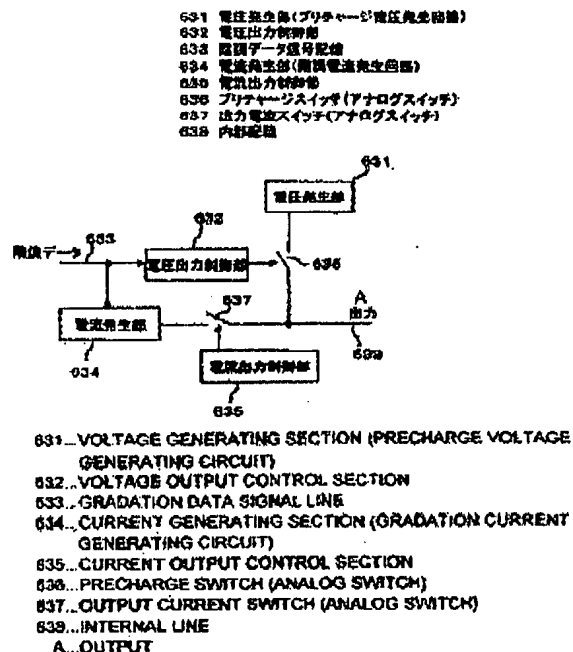 631 電圧発生部(プリチャージ電圧発生回路)
632 電圧出力制御部
633 階調データ信号配線
634 電流発生部(階調電流発生回路)
635 電流出力制御部
636 プリチャージスイッチ(アナログスイッチ)
637 出力電流スイッチ(アナログスイッチ)
638 内部配線
631
電圧発生部
632
633
電圧出力制御部
636
637
A
出力
電流発生部
639
634
電流出力制御部
635
631...VOLTAGE GENERATING SECTION (PRECHARGE VOLTAGE
GENERATING CIRCUIT)
632...VOLTAGE OUTPUT CONTROL SECTION
633...GRADATION DATA SIGNAL LINE
634...CURRENT GENERATING SECTION (GRADATION CURRENT
GENERATING CIRCUIT)
635...CURRENT OUTPUT CONTROL SECTION
636...PRECHARGE SWITCH (ANALOG SWITCH)
637...OUTPUT CURRENT SWITCH (ANALOG SWITCH)
639...INTERNAL LINE
A...OUTPUT